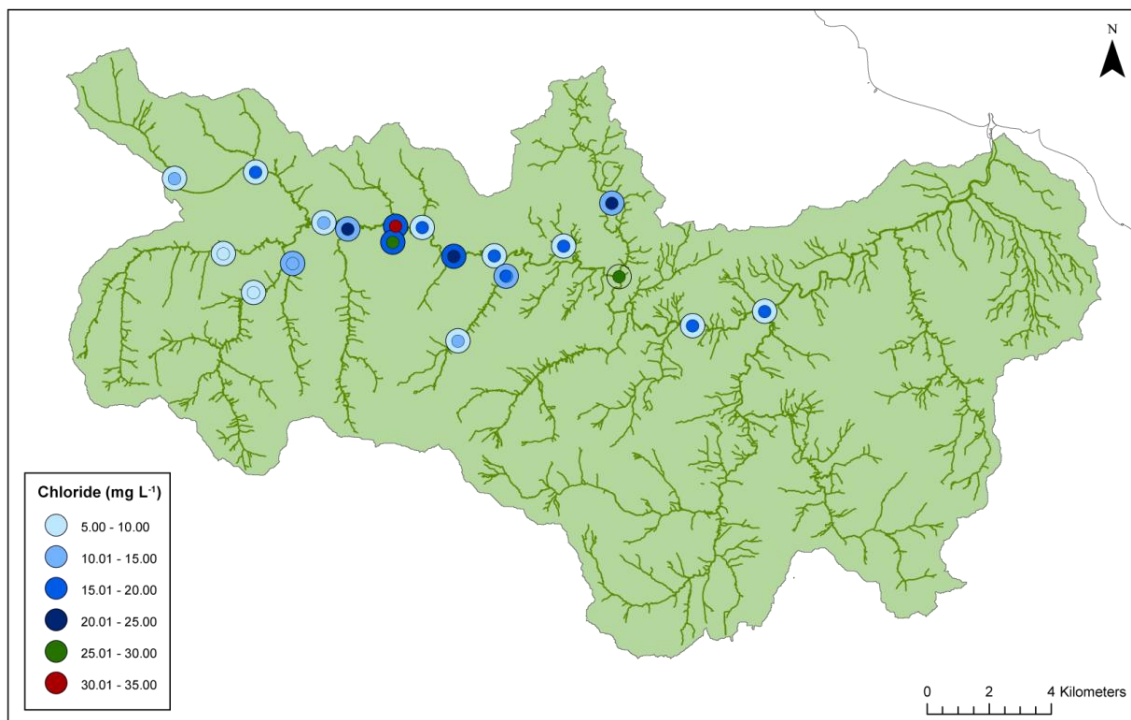 N
Chloride (mg L⁻¹)
5.00 - 10.00
10.01 - 15.00
15.01 - 20.00
20.01 - 25.00
25.01 - 30.00
30.01 - 35.00
0 2 4 Kilometers